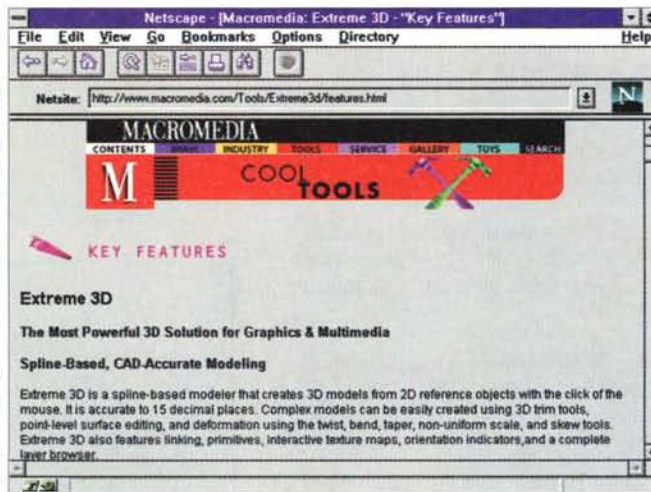 Netscape - [Macromedia: Extreme 3D - "Key Features"]
File Edit View Go Bookmarks Options Directory Help
Netsite: http://www.macromedia.com/Tools/Extreme3d/features.html
N
MACROMEDIA
CONTENTS BRAVI INDUSTRY TOOLS SERVICE GALLERY TOYS SEARCH
M COOL TOOLS
KEY FEATURES
Extreme 3D
The Most Powerful 3D Solution for Graphics & Multimedia
Spline-Based, CAD-Accurate Modeling
Extreme 3D is a spline-based modeler that creates 3D models from 2D reference objects with the click of the
mouse. It is accurate to 15 decimal places. Complex models can be easily created using 3D trim tools,
point-level surface editing, and deformation using the twist, bend, taper, non-uniform scale, and skew tools.
Extreme 3D also features linking, primitives, interactive texture maps, orientation indicators,and a complete
layer browser.